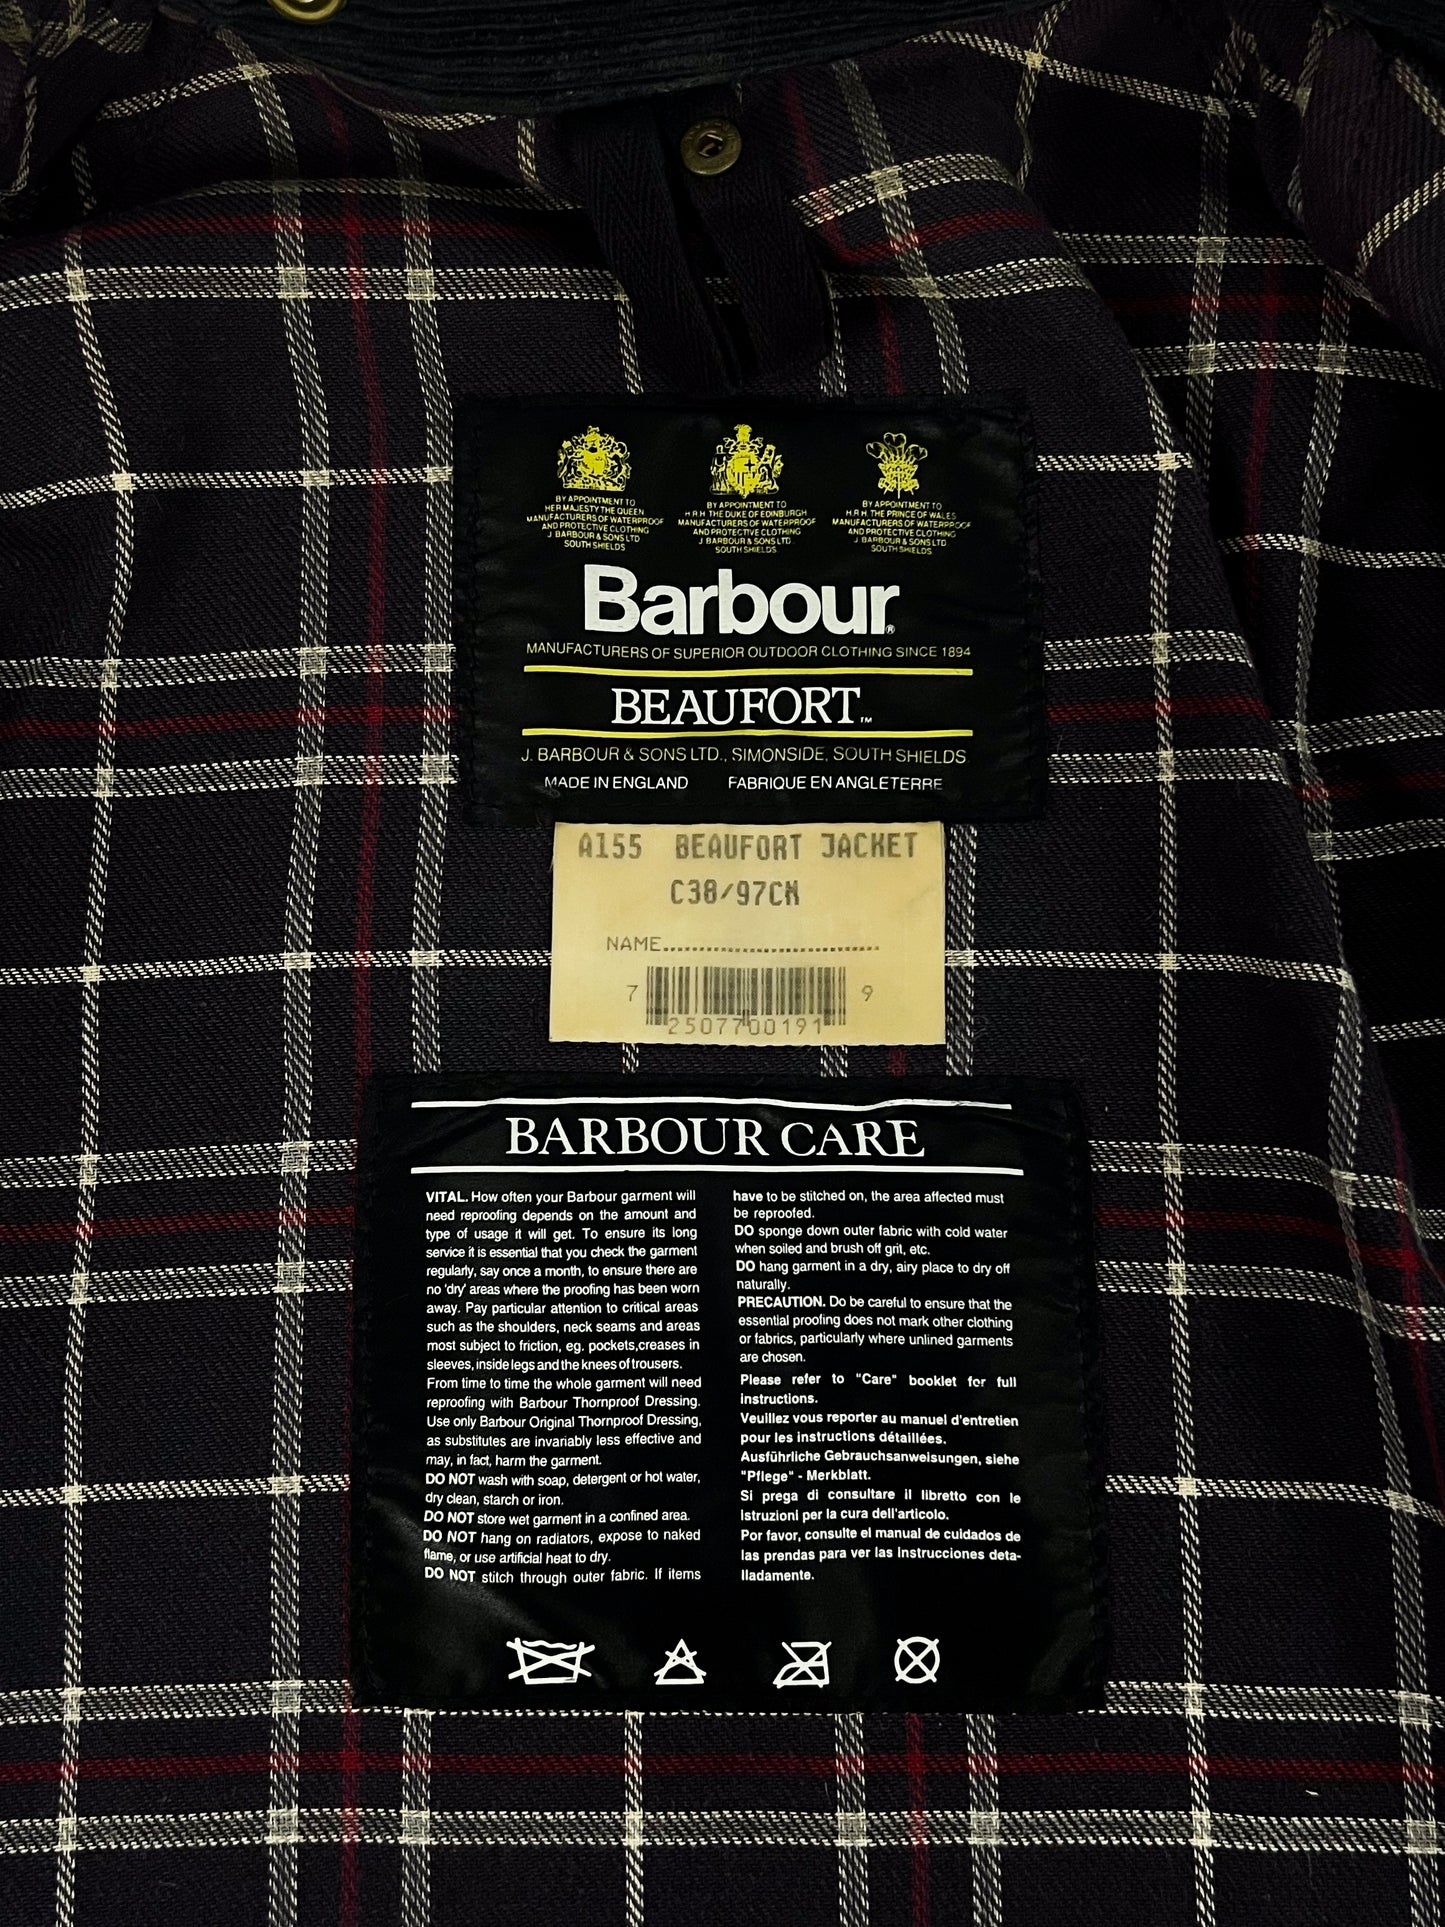 BY APPOINTMENT TO
HER MAJESTY THE QUEEN
MANUFACTURERS OF WATERPROOF
AND PROTECTIVE CLOTHING
J BARBOUR & SONS LTD
SOUTH SHIELDS
BY APPOINTMENT TO
H.R.H. THE DUKE OF EDINBURGH
MANUFACTURERS OF WATERPROOF
AND PROTECTIVE CLOTHING
J. BARBOUR & SONS LTD.
SOUTH SHIELDS.
BY APPOINTMENT TO
H.R.H. THE PRINCE OF WALES
MANUFACTURERS OF WATERPROOF
AND PROTECTIVE CLOTHING
J. BARBOUR & SONS LTD.
SOUTH SHIELDS.
Barbour®
MANUFACTURERS OF SUPERIOR OUTDOOR CLOTHING SINCE 1894
BEAUFORT™
J. BARBOUR & SONS LTD., SIMONSIDE, SOUTH SHIELDS.
MADE IN ENGLAND FABRIQUE EN ANGLETERRE
A155 BEAUFORT JACKET
C38/97CM
NAME..............................
7 2507700191 9
BARBOUR CARE
VITAL. How often your Barbour garment will
need reproofing depends on the amount and
type of usage it will get. To ensure its long
service it is essential that you check the garment
regularly, say once a month, to ensure there are
no 'dry' areas where the proofing has been worn
away. Pay particular attention to critical areas
such as the shoulders, neck seams and areas
most subject to friction, eg. pockets,creases in
sleeves, inside legs and the knees of trousers.
From time to time the whole garment will need
reproofing with Barbour Thornproof Dressing.
Use only Barbour Original Thornproof Dressing,
as substitutes are invariably less effective and
may, in fact, harm the garment.
DO NOT wash with soap, detergent or hot water,
dry clean, starch or iron.
DO NOT store wet garment in a confined area.
DO NOT hang on radiators, expose to naked
flame, or use artificial heat to dry.
DO NOT stitch through outer fabric. If items
have to be stitched on, the area affected must
be reproofed.
DO sponge down outer fabric with cold water
when soiled and brush off grit, etc.
DO hang garment in a dry, airy place to dry off
naturally.
PRECAUTION. Do be careful to ensure that the
essential proofing does not mark other clothing
or fabrics, particularly where unlined garments
are chosen.
Please refer to "Care" booklet for full
instructions.
Veuillez vous reporter au manuel d'entretien
pour les instructions détaillées.
Ausführliche Gebrauchsanweisungen, siehe
"Pflege" - Merkblatt.
Si prega di consultare il libretto con le
Istruzioni per la cura dell'articolo.
Por favor, consulte el manual de cuidados de
las prendas para ver las instrucciones deta-
lladamente.